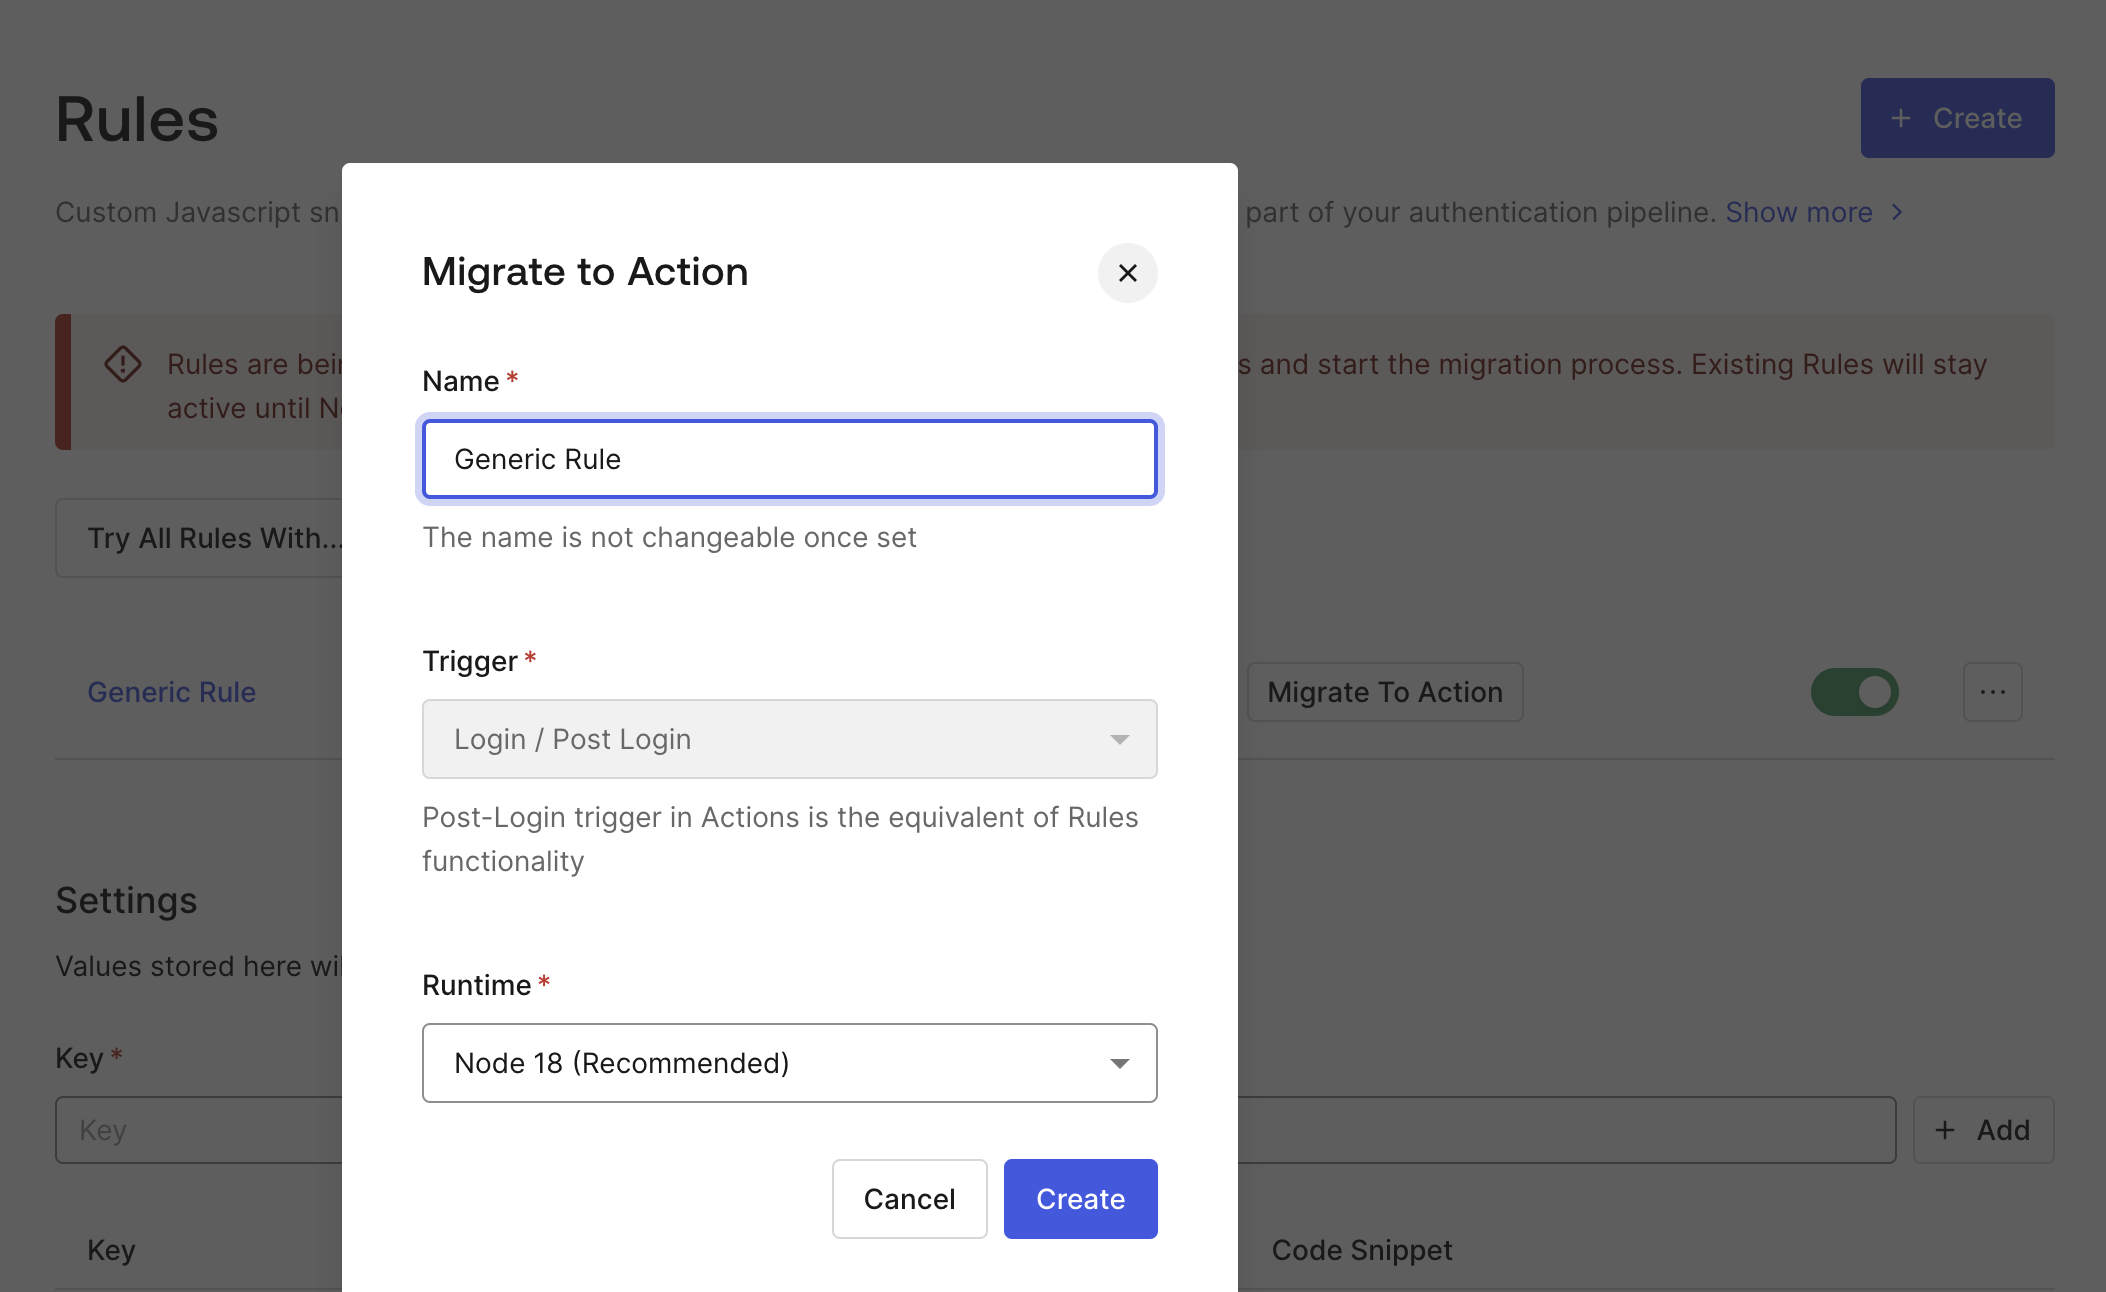 Rules
+ Create
Custom Javascript sn
part of your authentication pipeline. Show more >
Migrate to Action
Rules are bei
s and start the migration process. Existing Rules will stay
active until N
Name *
Generic Rule
The name is not changeable once set
Try All Rules With...
Trigger *
Generic Rule
Login / Post Login
Migrate To Action
...
Post-Login trigger in Actions is the equivalent of Rules
functionality
Settings
Values stored here wi
Runtime *
Node 18 (Recommended)
Key *
Key
+ Add
Cancel
Create
Key
Code Snippet